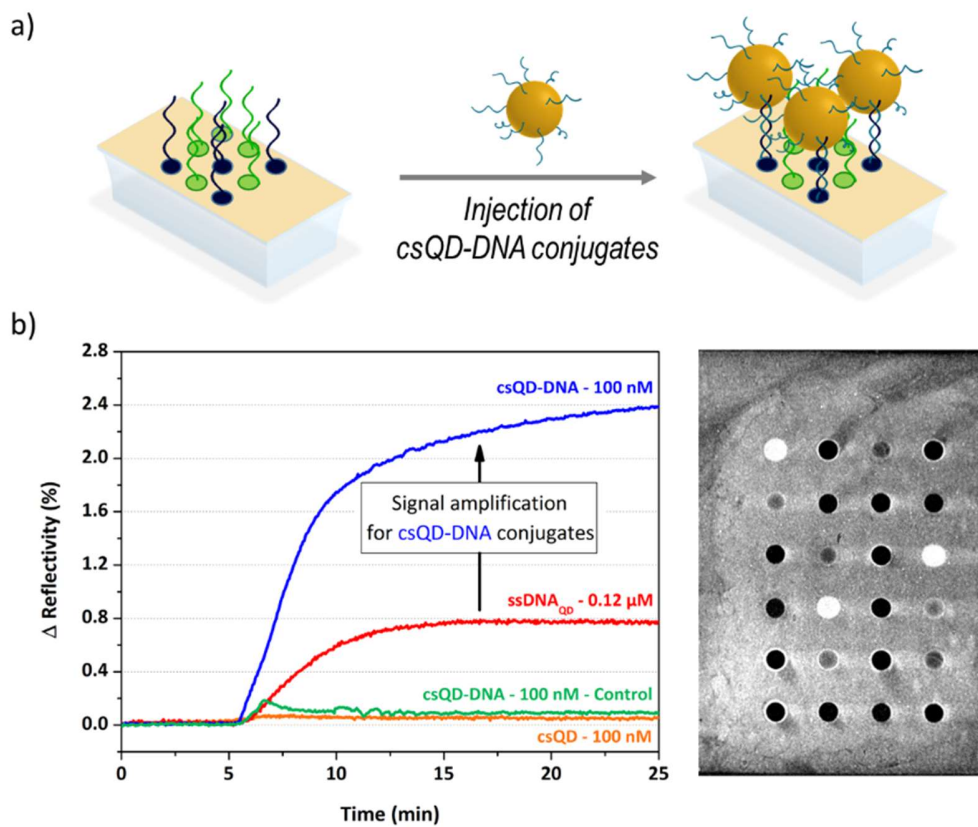 a)
Injection of
csQD-DNA conjugates
b)
Δ Reflectivity (%)
2.8
2.4
2.0
1.6
1.2
0.8
0.4
0.0
csQD-DNA - 100 nM
Signal amplification
for csQD-DNA conjugates
ssDNA_QD - 0.12 µM
csQD-DNA - 100 nM - Control
csQD - 100 nM
0 5 10 15 20 25
Time (min)